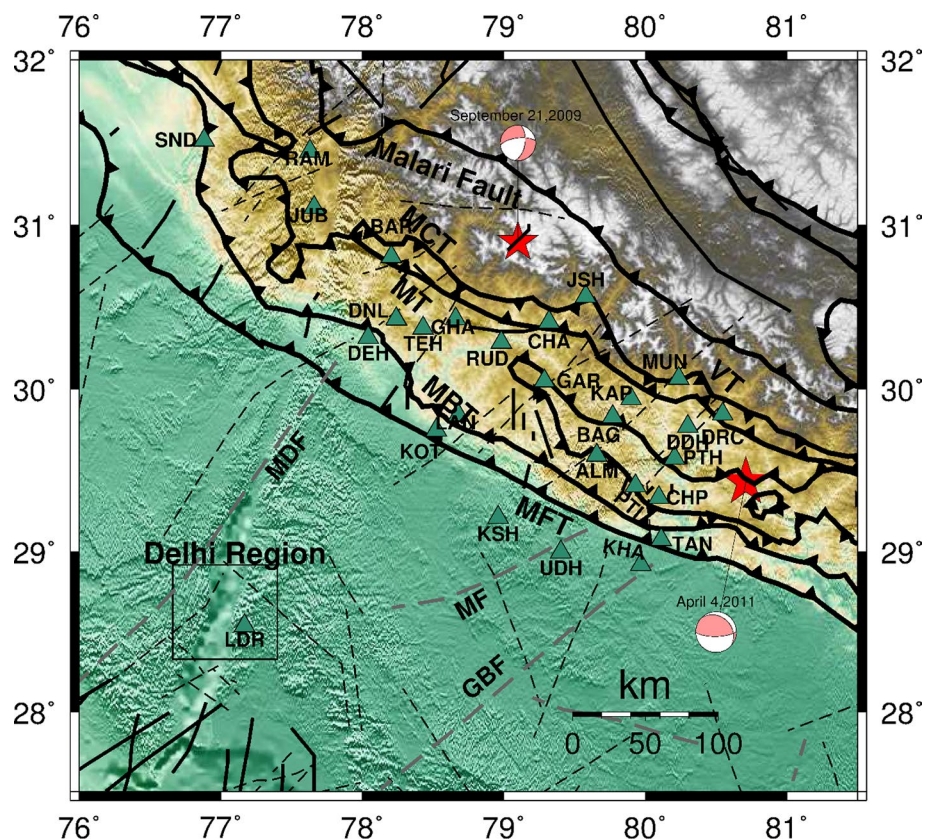 76˚ 77˚ 78˚ 79˚ 80˚ 81˚
32˚ 32˚
September 21,2009
SND
RAM
Malari Fault
31˚ 31˚
JUB
BAR
MCT
JSH
MT
DNL
GHA
TEH
CHA
DEH
RUD
MUN
VT
30˚ 30˚
GAR
KAP
MBT
LAN
BAG
DDH
DRC
KOT
MDF
PTH
ALM
PTI
CHP
MFT
KSH
TAN
KHA
29˚ 29˚
Delhi Region
UDH
MF
April 4,2011
LDR
GBF
km
28˚ 28˚
0 50 100
76˚ 77˚ 78˚ 79˚ 80˚ 81˚